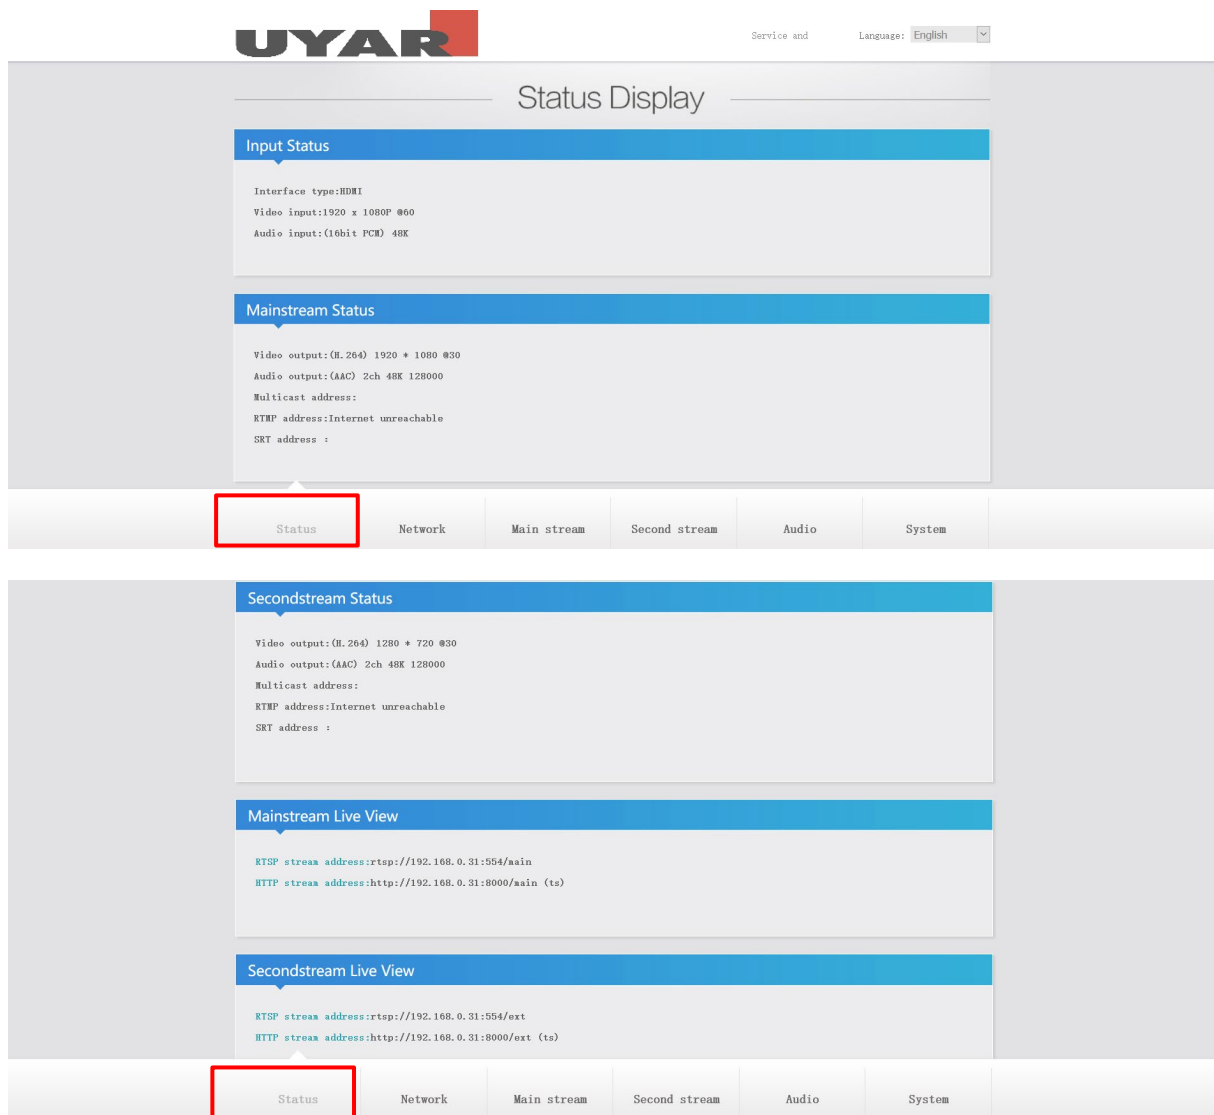 UYAR
Service and
Language: English
Status Display
Input Status
Interface type:HDMI
Video input:1920 x 1080P @60
Audio input:(16bit PCM) 48K
Mainstream Status
Video output:(H.264) 1920 * 1080 @30
Audio output:(AAC) 2ch 48K 128000
Multicast address:
RTMP address:Internet unreachable
SRT address :
Status Network Main stream Second stream Audio System
Secondstream Status
Video output:(H.264) 1280 * 720 @30
Audio output:(AAC) 2ch 48K 128000
Multicast address:
RTMP address:Internet unreachable
SRT address :
Mainstream Live View
RTSP stream address:rtsp://192.168.0.31:554/main
HTTP stream address:http://192.168.0.31:8000/main (ts)
Secondstream Live View
RTSP stream address:rtsp://192.168.0.31:554/ext
HTTP stream address:http://192.168.0.31:8000/ext (ts)
Status Network Main stream Second stream Audio System